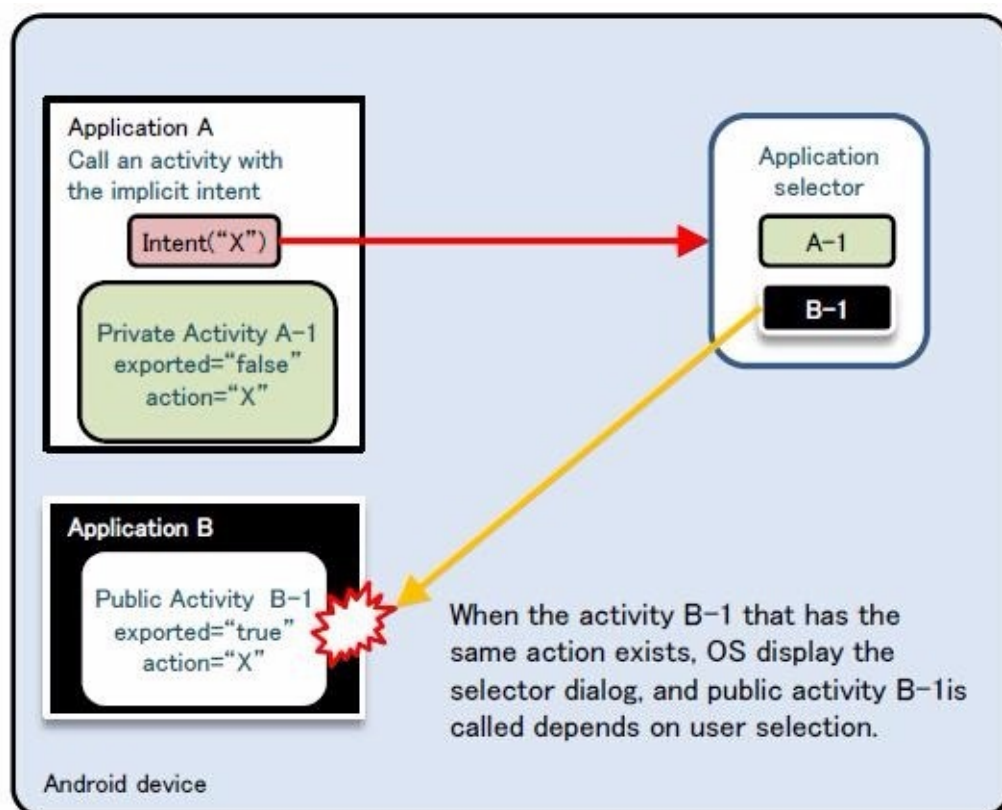 Application A
Call an activity with
the implicit intent
Intent(“X”)
Private Activity A-1
exported=“false”
action=“X”
Application
selector
A-1
B-1
Application B
Public Activity B-1
exported=“true”
action=“X”
When the activity B-1 that has the
same action exists, OS display the
selector dialog, and public activity B-1is
called depends on user selection.
Android device